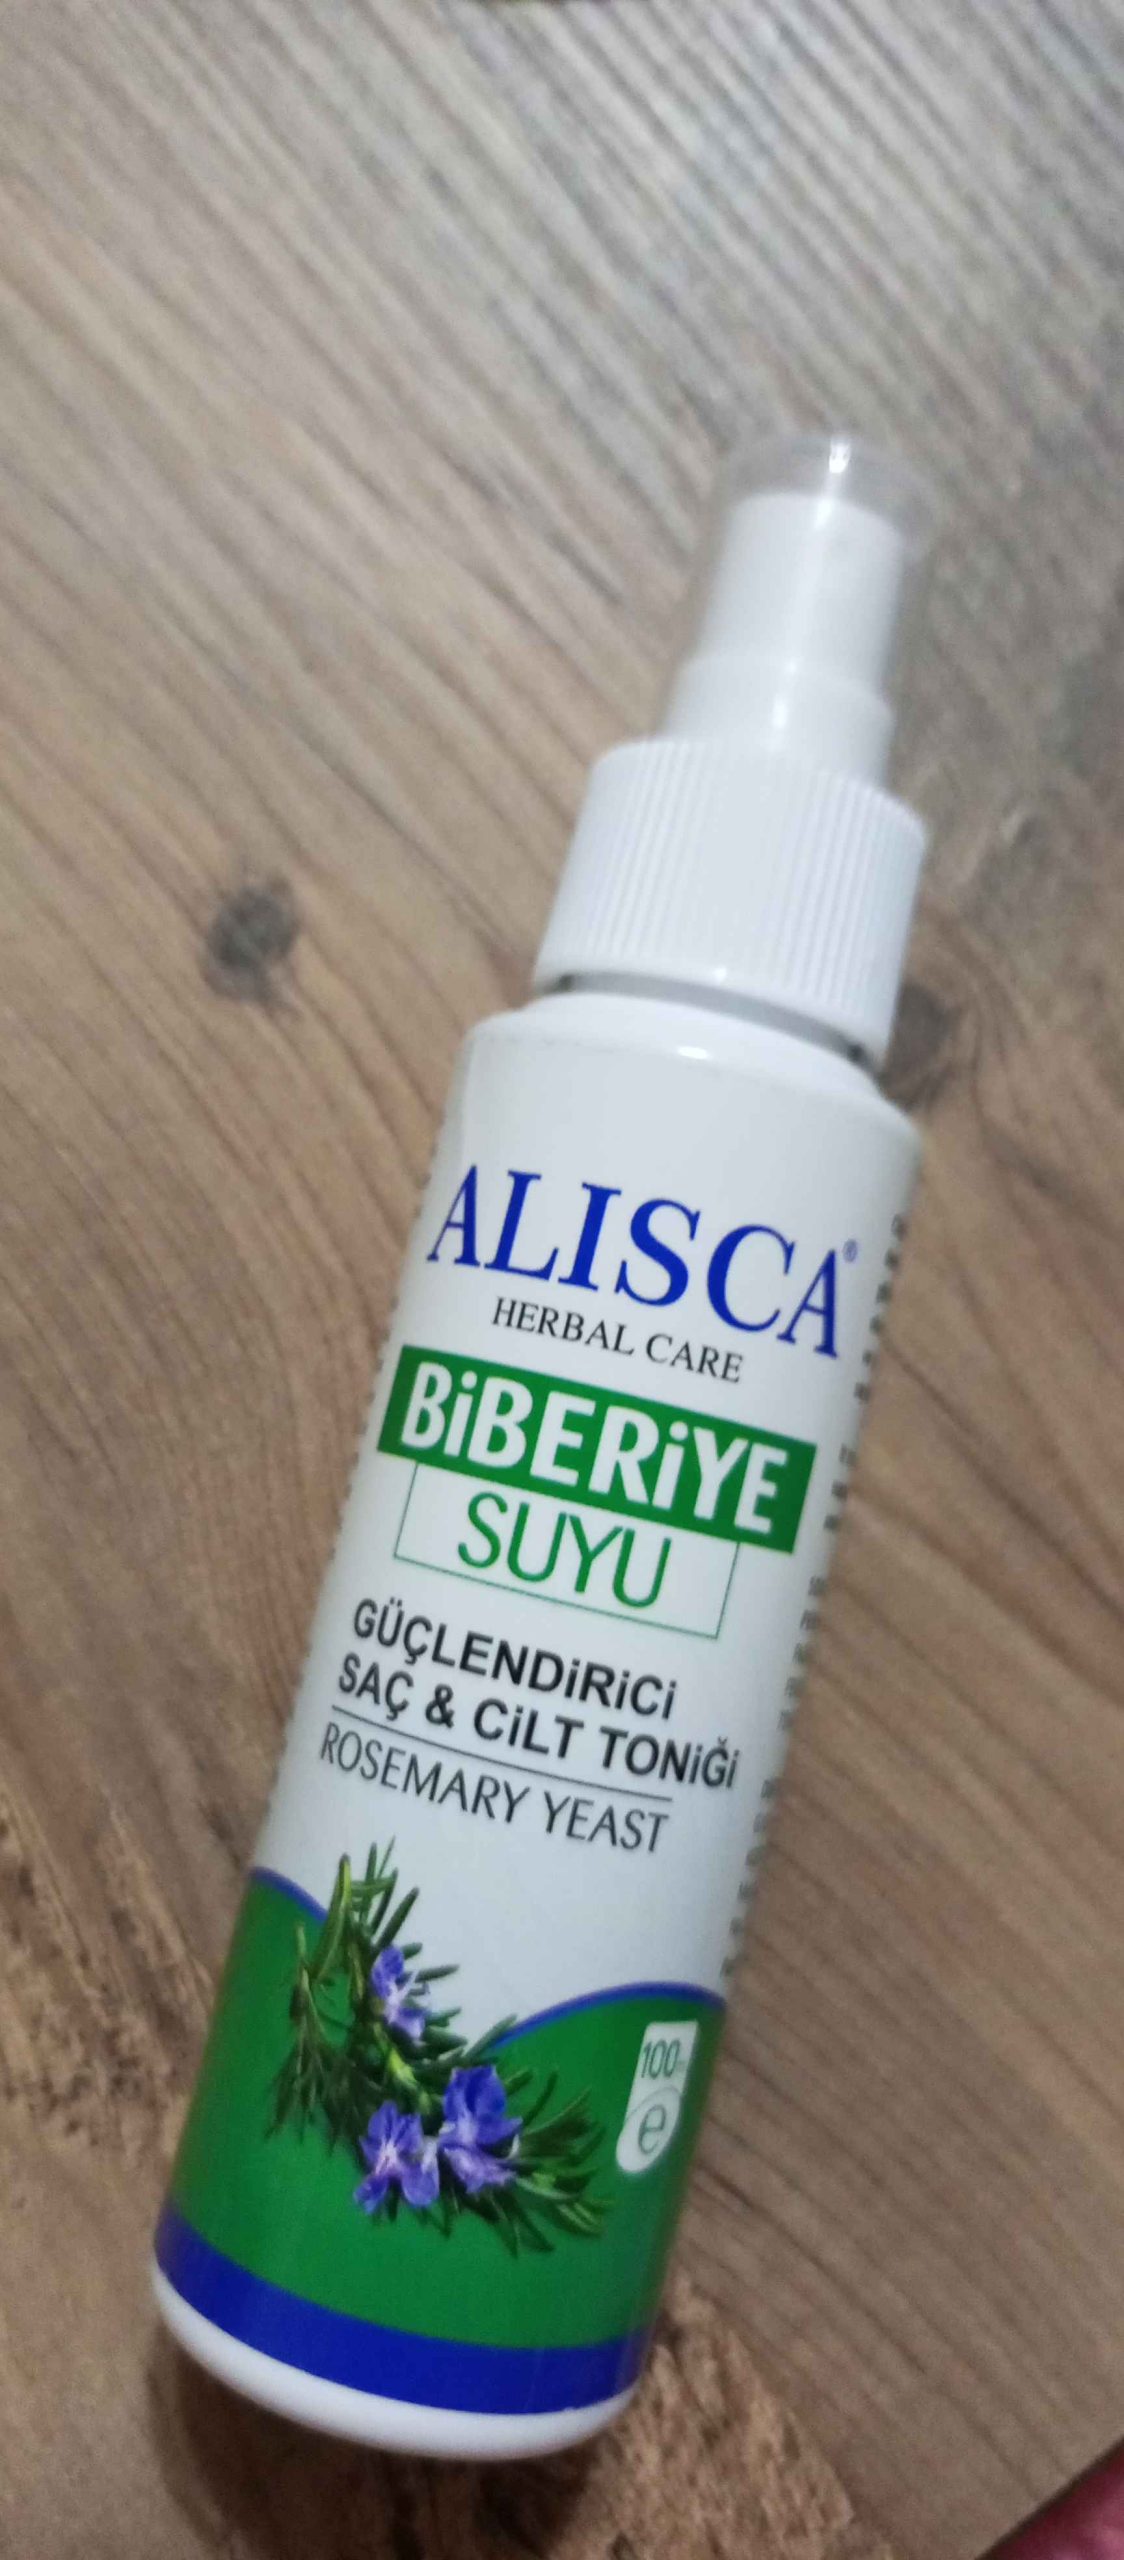 ALISCA®
HERBAL CARE
BiBERiYE
SUYU
GÜÇLENDiRiCi
SAÇ & CiLT TONiĞi
ROSEMARY YEAST
100
e